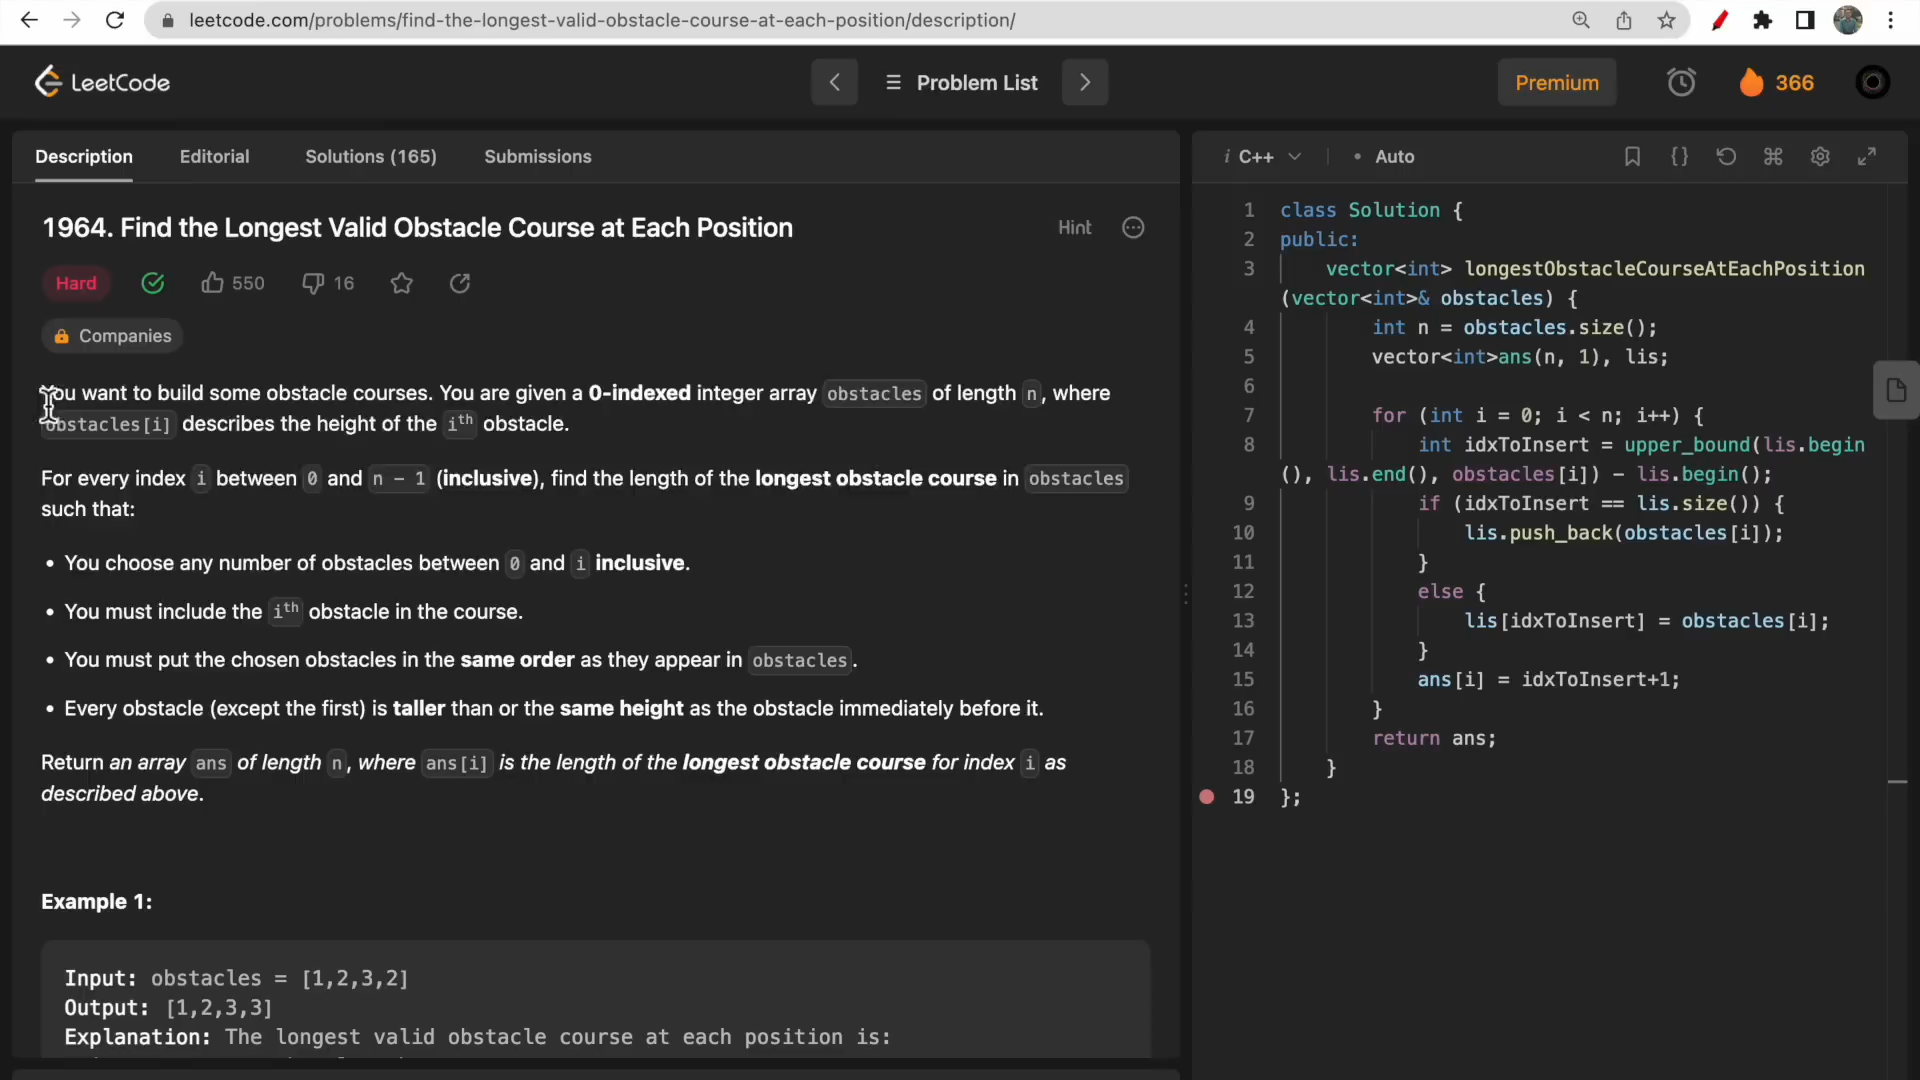 leetcode.com/problems/find-the-longest-valid-obstacle-course-at-each-position/description/
LeetCode
Problem List
Premium
366
Description Editorial Solutions (165) Submissions
1964. Find the Longest Valid Obstacle Course at Each Position
Hint
Hard 550 16
Companies
You want to build some obstacle courses. You are given a 0-indexed integer array obstacles of length n, where
obstacles[i] describes the height of the ith obstacle.
For every index i between 0 and n - 1 (inclusive), find the length of the longest obstacle course in obstacles
such that:
• You choose any number of obstacles between 0 and i inclusive.
• You must include the ith obstacle in the course.
• You must put the chosen obstacles in the same order as they appear in obstacles.
• Every obstacle (except the first) is taller than or the same height as the obstacle immediately before it.
Return an array ans of length n, where ans[i] is the length of the longest obstacle course for index i as
described above.
Example 1:
Input: obstacles = [1,2,3,2]
Output: [1,2,3,3]
Explanation: The longest valid obstacle course at each position is:
i C++ • Auto
1 class Solution {
2 public:
3 vector<int> longestObstacleCourseAtEachPosition
(vector<int>& obstacles) {
4 int n = obstacles.size();
5 vector<int>ans(n, 1), lis;
6
7 for (int i = 0; i < n; i++) {
8 int idxToInsert = upper_bound(lis.begin
(), lis.end(), obstacles[i]) - lis.begin();
9 if (idxToInsert == lis.size()) {
10 lis.push_back(obstacles[i]);
11 }
12 else {
13 lis[idxToInsert] = obstacles[i];
14 }
15 ans[i] = idxToInsert+1;
16 }
17 return ans;
18 }
19 };